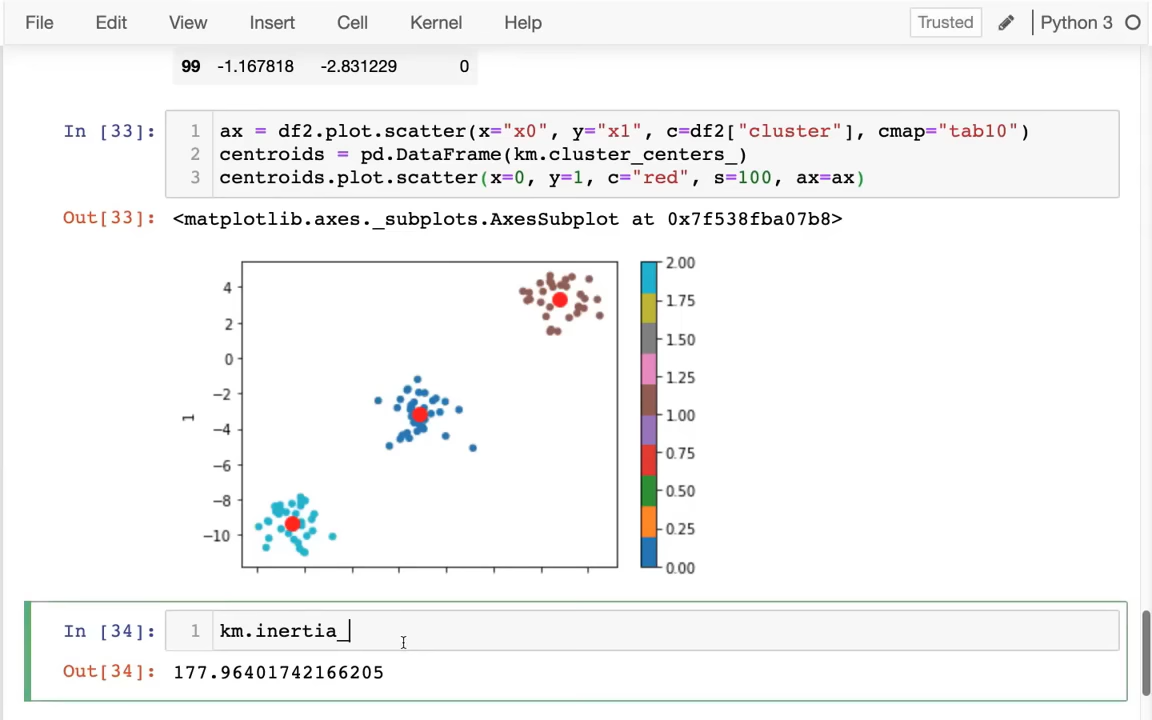 File Edit View Insert Cell Kernel Help Trusted Python 3
99 -1.167818 -2.831229 0
In [33]:
1 ax = df2.plot.scatter(x="x0", y="x1", c=df2["cluster"], cmap="tab10")
2 centroids = pd.DataFrame(km.cluster_centers_)
3 centroids.plot.scatter(x=0, y=1, c="red", s=100, ax=ax)
Out[33]: <matplotlib.axes._subplots.AxesSubplot at 0x7f538fba07b8>
4
2
0
-2
-4
-6
-8
-10
1
2.00
1.75
1.50
1.25
1.00
0.75
0.50
0.25
0.00
In [34]: 1 km.inertia_
Out[34]: 177.96401742166205